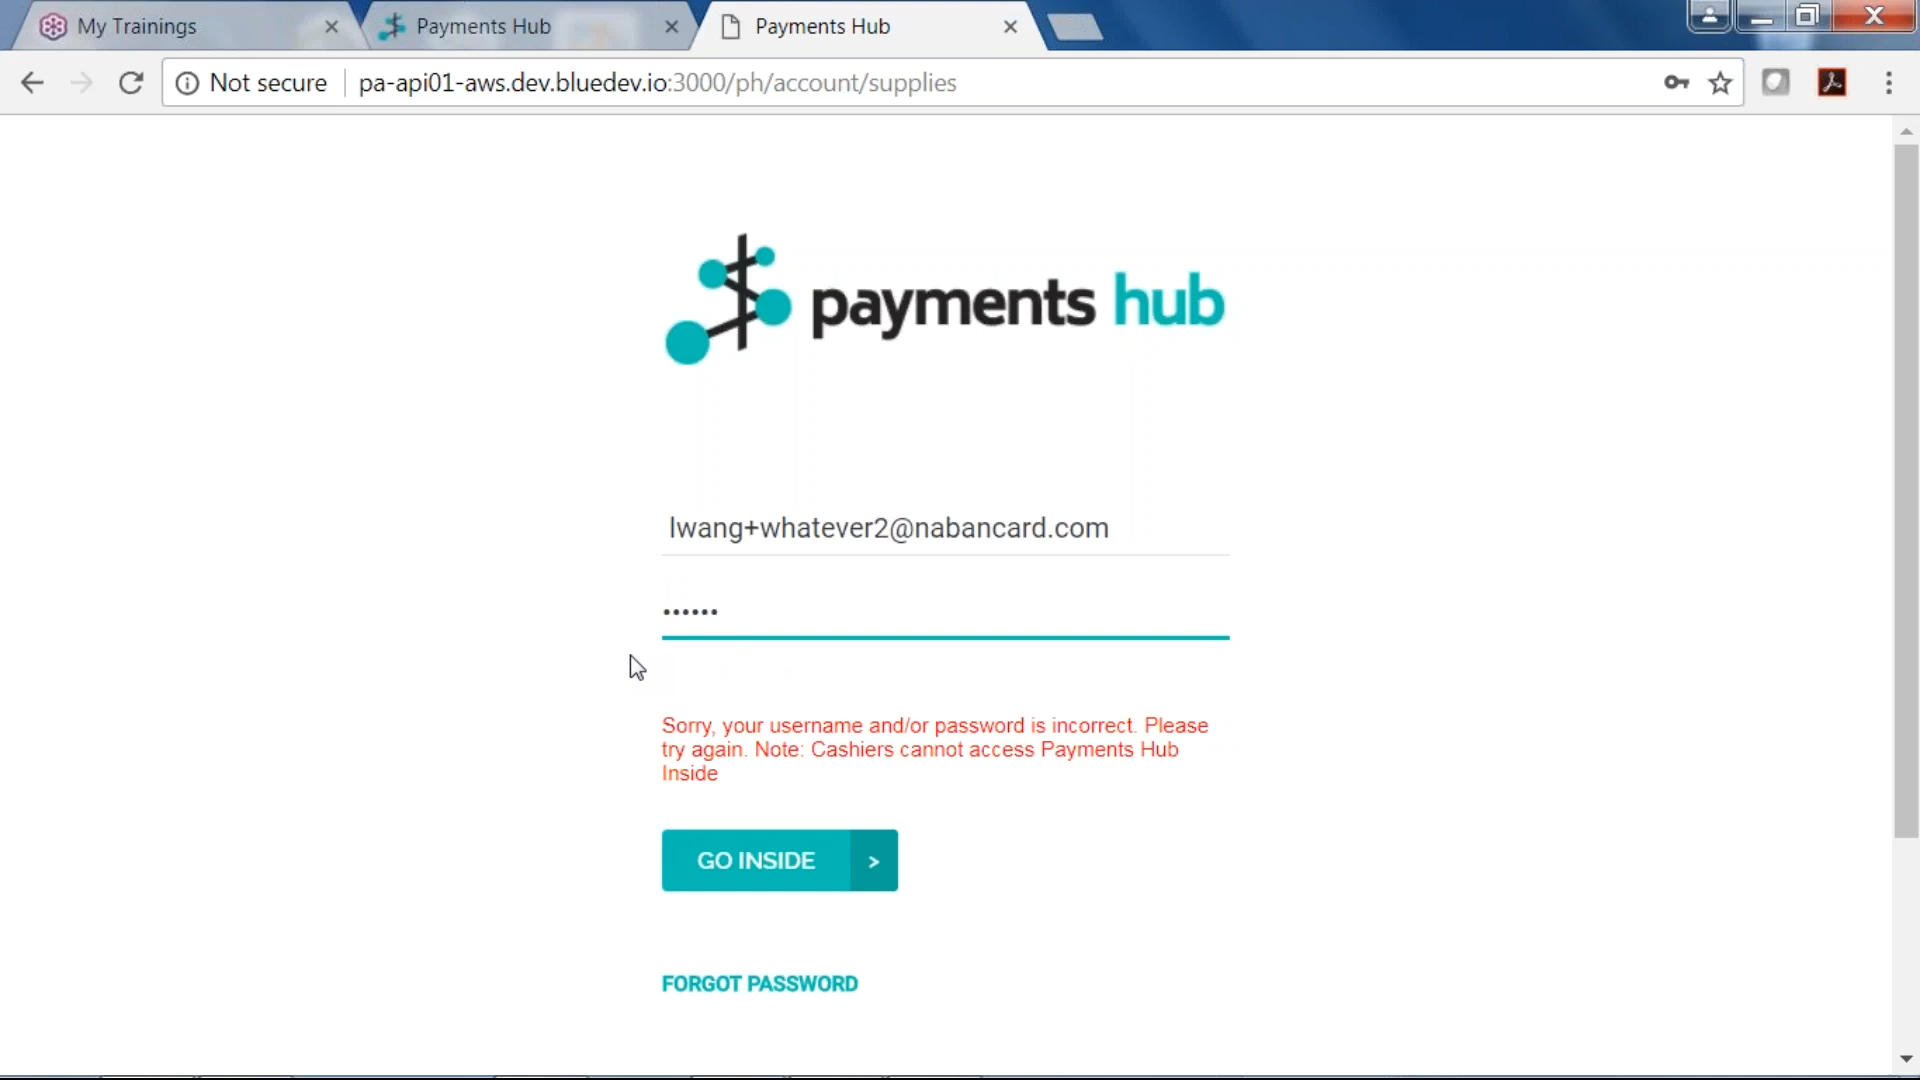 My Trainings
Payments Hub
Payments Hub
Not secure
pa-api01-aws.dev.bluedev.io:3000/ph/account/supplies
payments hub
lwang+whatever2@nabancard.com
••••••
Sorry, your username and/or password is incorrect. Please
try again. Note: Cashiers cannot access Payments Hub
Inside
GO INSIDE >
FORGOT PASSWORD